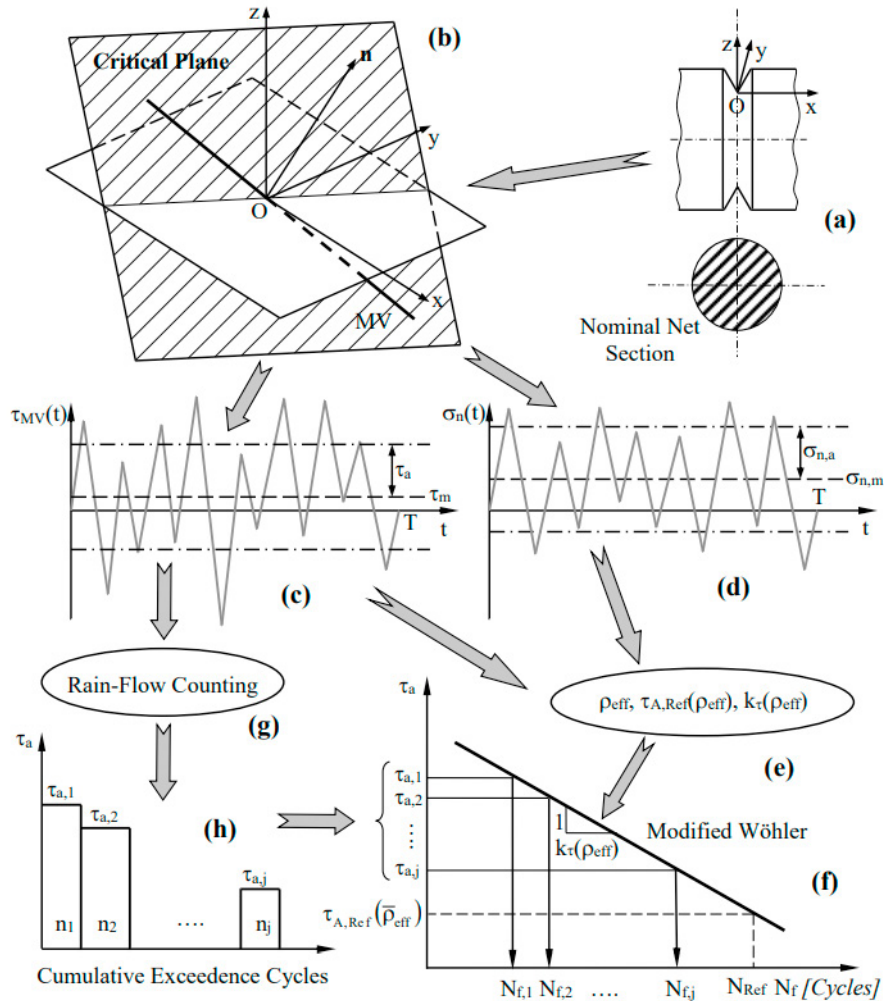 z
(b)
Critical Plane
n
y
O
x
MV
z
y
O
x
(a)
Nominal Net
Section
τMV(t)
τa
τm
T
t
(c)
σn(t)
σn,a
σn,m
T
t
(d)
Rain-Flow Counting
(g)
ρeff, τA,Ref(ρeff), kτ(ρeff)
(e)
τa
τa,1
τa,2
τa,j
(h)
n1
n2
....
nj
Cumulative Exceedence Cycles
τa
τa,1
τa,2
....
τa,j
τA,Ref(ρ̅eff)
1
kτ(ρeff)
Modified Wöhler
(f)
Nf,1
Nf,2
....
Nf,j
NRef
Nf [Cycles]